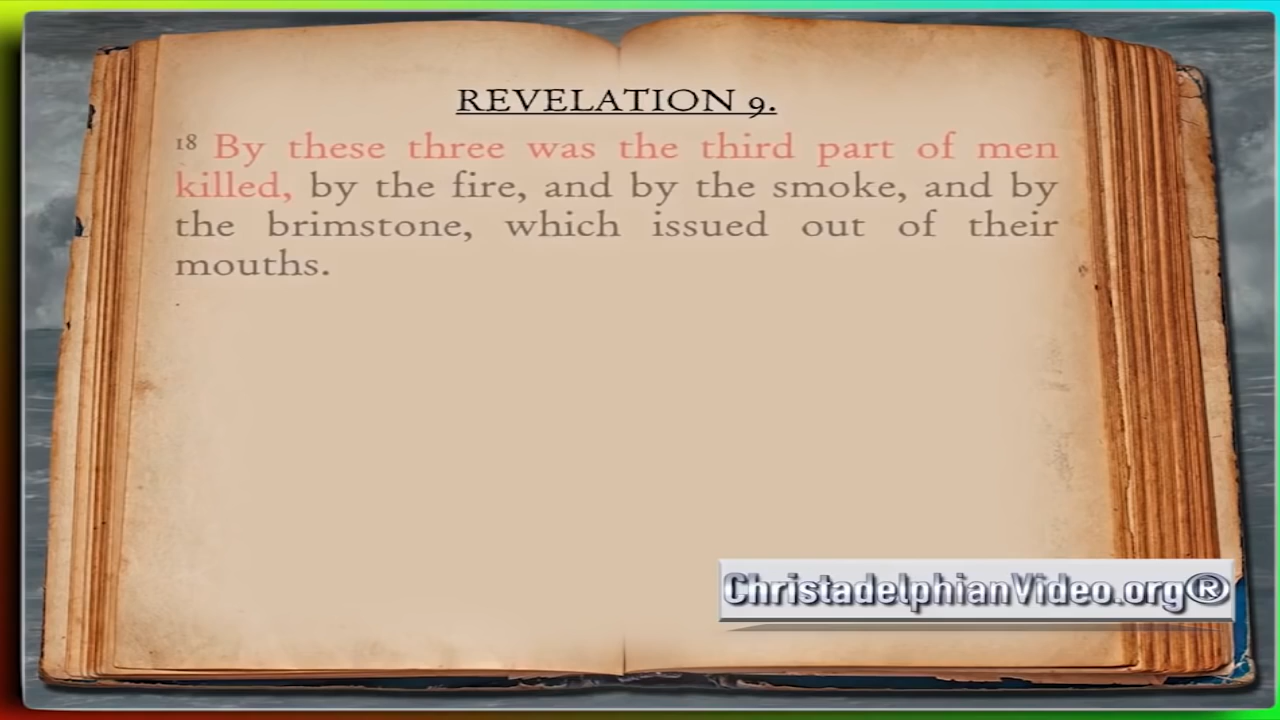 REVELATION 9.
18 By these three was the third part of men
killed, by the fire, and by the smoke, and by
the brimstone, which issued out of their
mouths.
ChristadelphianVideo.org®